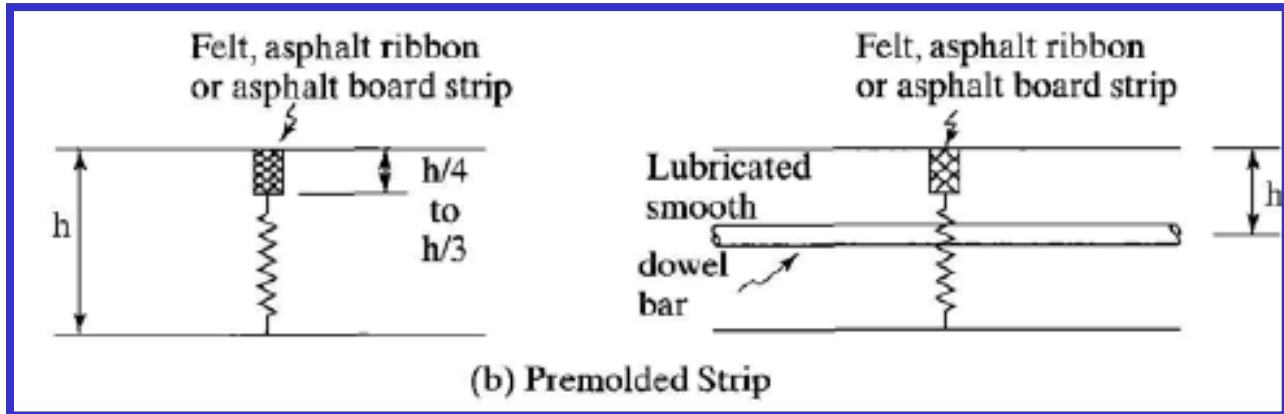 Felt, asphalt ribbon
or asphalt board strip
h
h/4
to
h/3
Felt, asphalt ribbon
or asphalt board strip
Lubricated
smooth
dowel
bar
h
(b) Premolded Strip